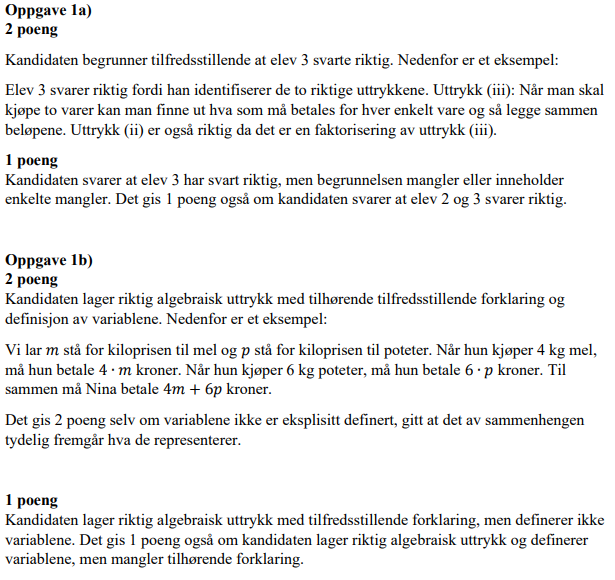 Oppgave 1a)
2 poeng
Kandidaten begrunner tilfredsstillende at elev 3 svarte riktig. Nedenfor er et eksempel:
Elev 3 svarer riktig fordi han identifiserer de to riktige uttrykkene. Uttrykk (iii): Når man skal
kjøpe to varer kan man finne ut hva som må betales for hver enkelt vare og så legge sammen
beløpene. Uttrykk (ii) er også riktig da det er en faktorisering av uttrykk (iii).
1 poeng
Kandidaten svarer at elev 3 har svart riktig, men begrunnelsen mangler eller inneholder
enkelte mangler. Det gis 1 poeng også om kandidaten svarer at elev 2 og 3 svarer riktig.
Oppgave 1b)
2 poeng
Kandidaten lager riktig algebraisk uttrykk med tilhørende tilfredsstillende forklaring og
definisjon av variablene. Nedenfor er et eksempel:
Vi lar m stå for kiloprisen til mel og p stå for kiloprisen til poteter. Når hun kjøper 4 kg mel,
må hun betale 4 · m kroner. Når hun kjøper 6 kg poteter, må hun betale 6 · p kroner. Til
sammen må Nina betale 4m + 6p kroner.
Det gis 2 poeng selv om variablene ikke er eksplisitt definert, gitt at det av sammenhengen
tydelig fremgår hva de representerer.
1 poeng
Kandidaten lager riktig algebraisk uttrykk med tilfredsstillende forklaring, men definerer ikke
variablene. Det gis 1 poeng også om kandidaten lager riktig algebraisk uttrykk og definerer
variablene, men mangler tilhørende forklaring.